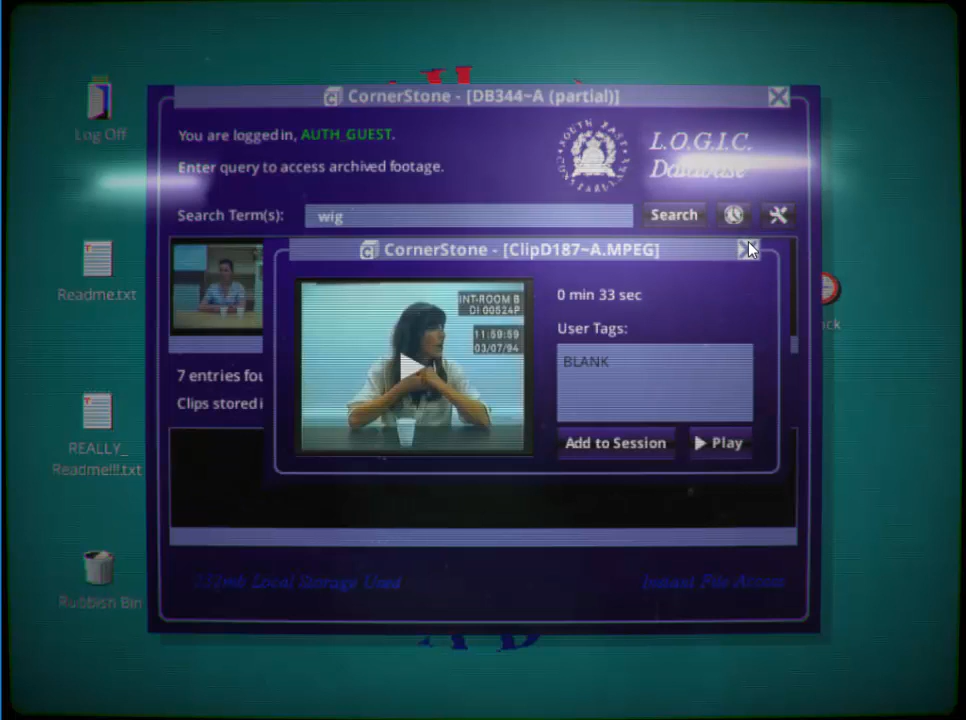 CornerStone - [DB344~A (partial)]
Log Off
You are logged in, AUTH_GUEST.
Enter query to access archived footage.
L.O.G.I.C.
Database
Search Term(s):
wig
Search
CornerStone - [ClipD187~A.MPEG]
Readme.txt
INT-ROOM B
DI 00524P
11:59:59
03/07/94
0 min 33 sec
User Tags:
BLANK
7 entries fou
Clips stored i
REALLY_
Readme!!!.txt
Add to Session
Play
Rubbish Bin
Local Storage Used
Instant File Access